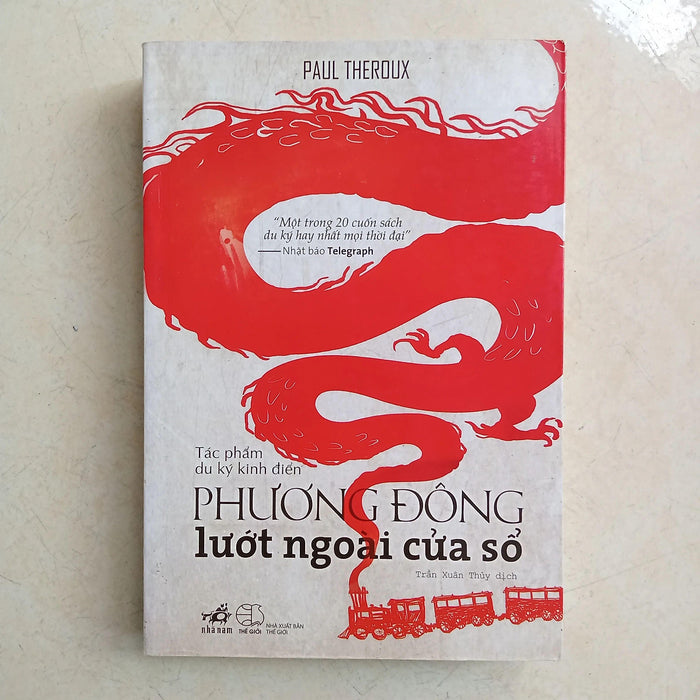 PAUL THEROUX
“Một trong 20 cuốn sách
du ký hay nhất mọi thời đại”
Nhật báo Telegraph
Tác phẩm
du ký kinh điển
PHƯƠNG ĐÔNG
lướt ngoài cửa sổ
Trần Xuân Thủy dịch
nhã nam
THẾ GIỚI
NHÀ XUẤT BẢN
THẾ GIỚI